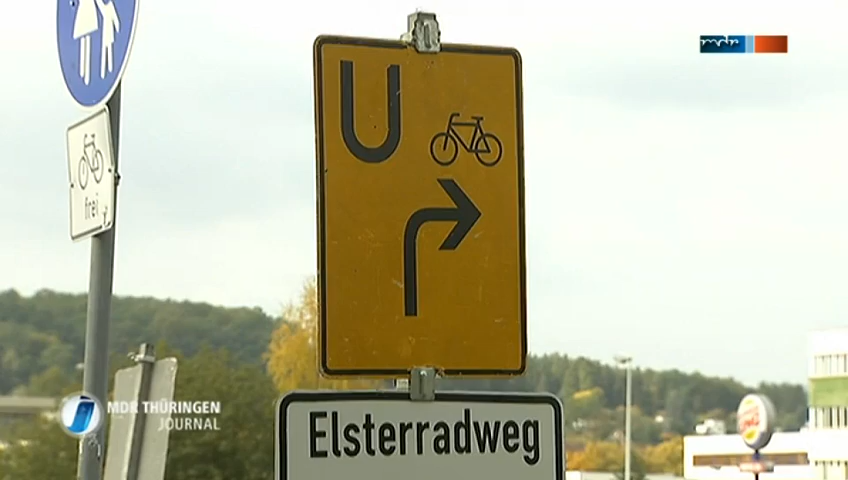 mdr
U
frei
Elsterradweg
MDR THÜRINGEN
JOURNAL